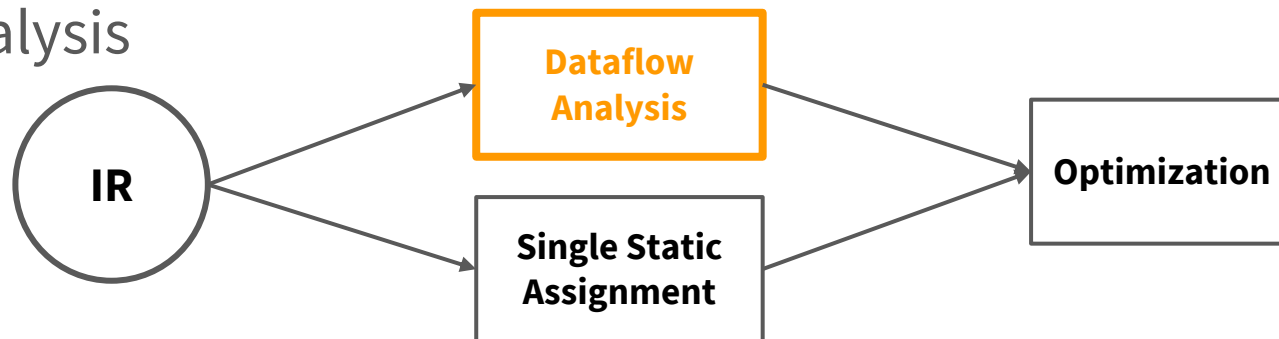 alysis
Dataflow
Analysis
IR
Optimization
Single Static
Assignment